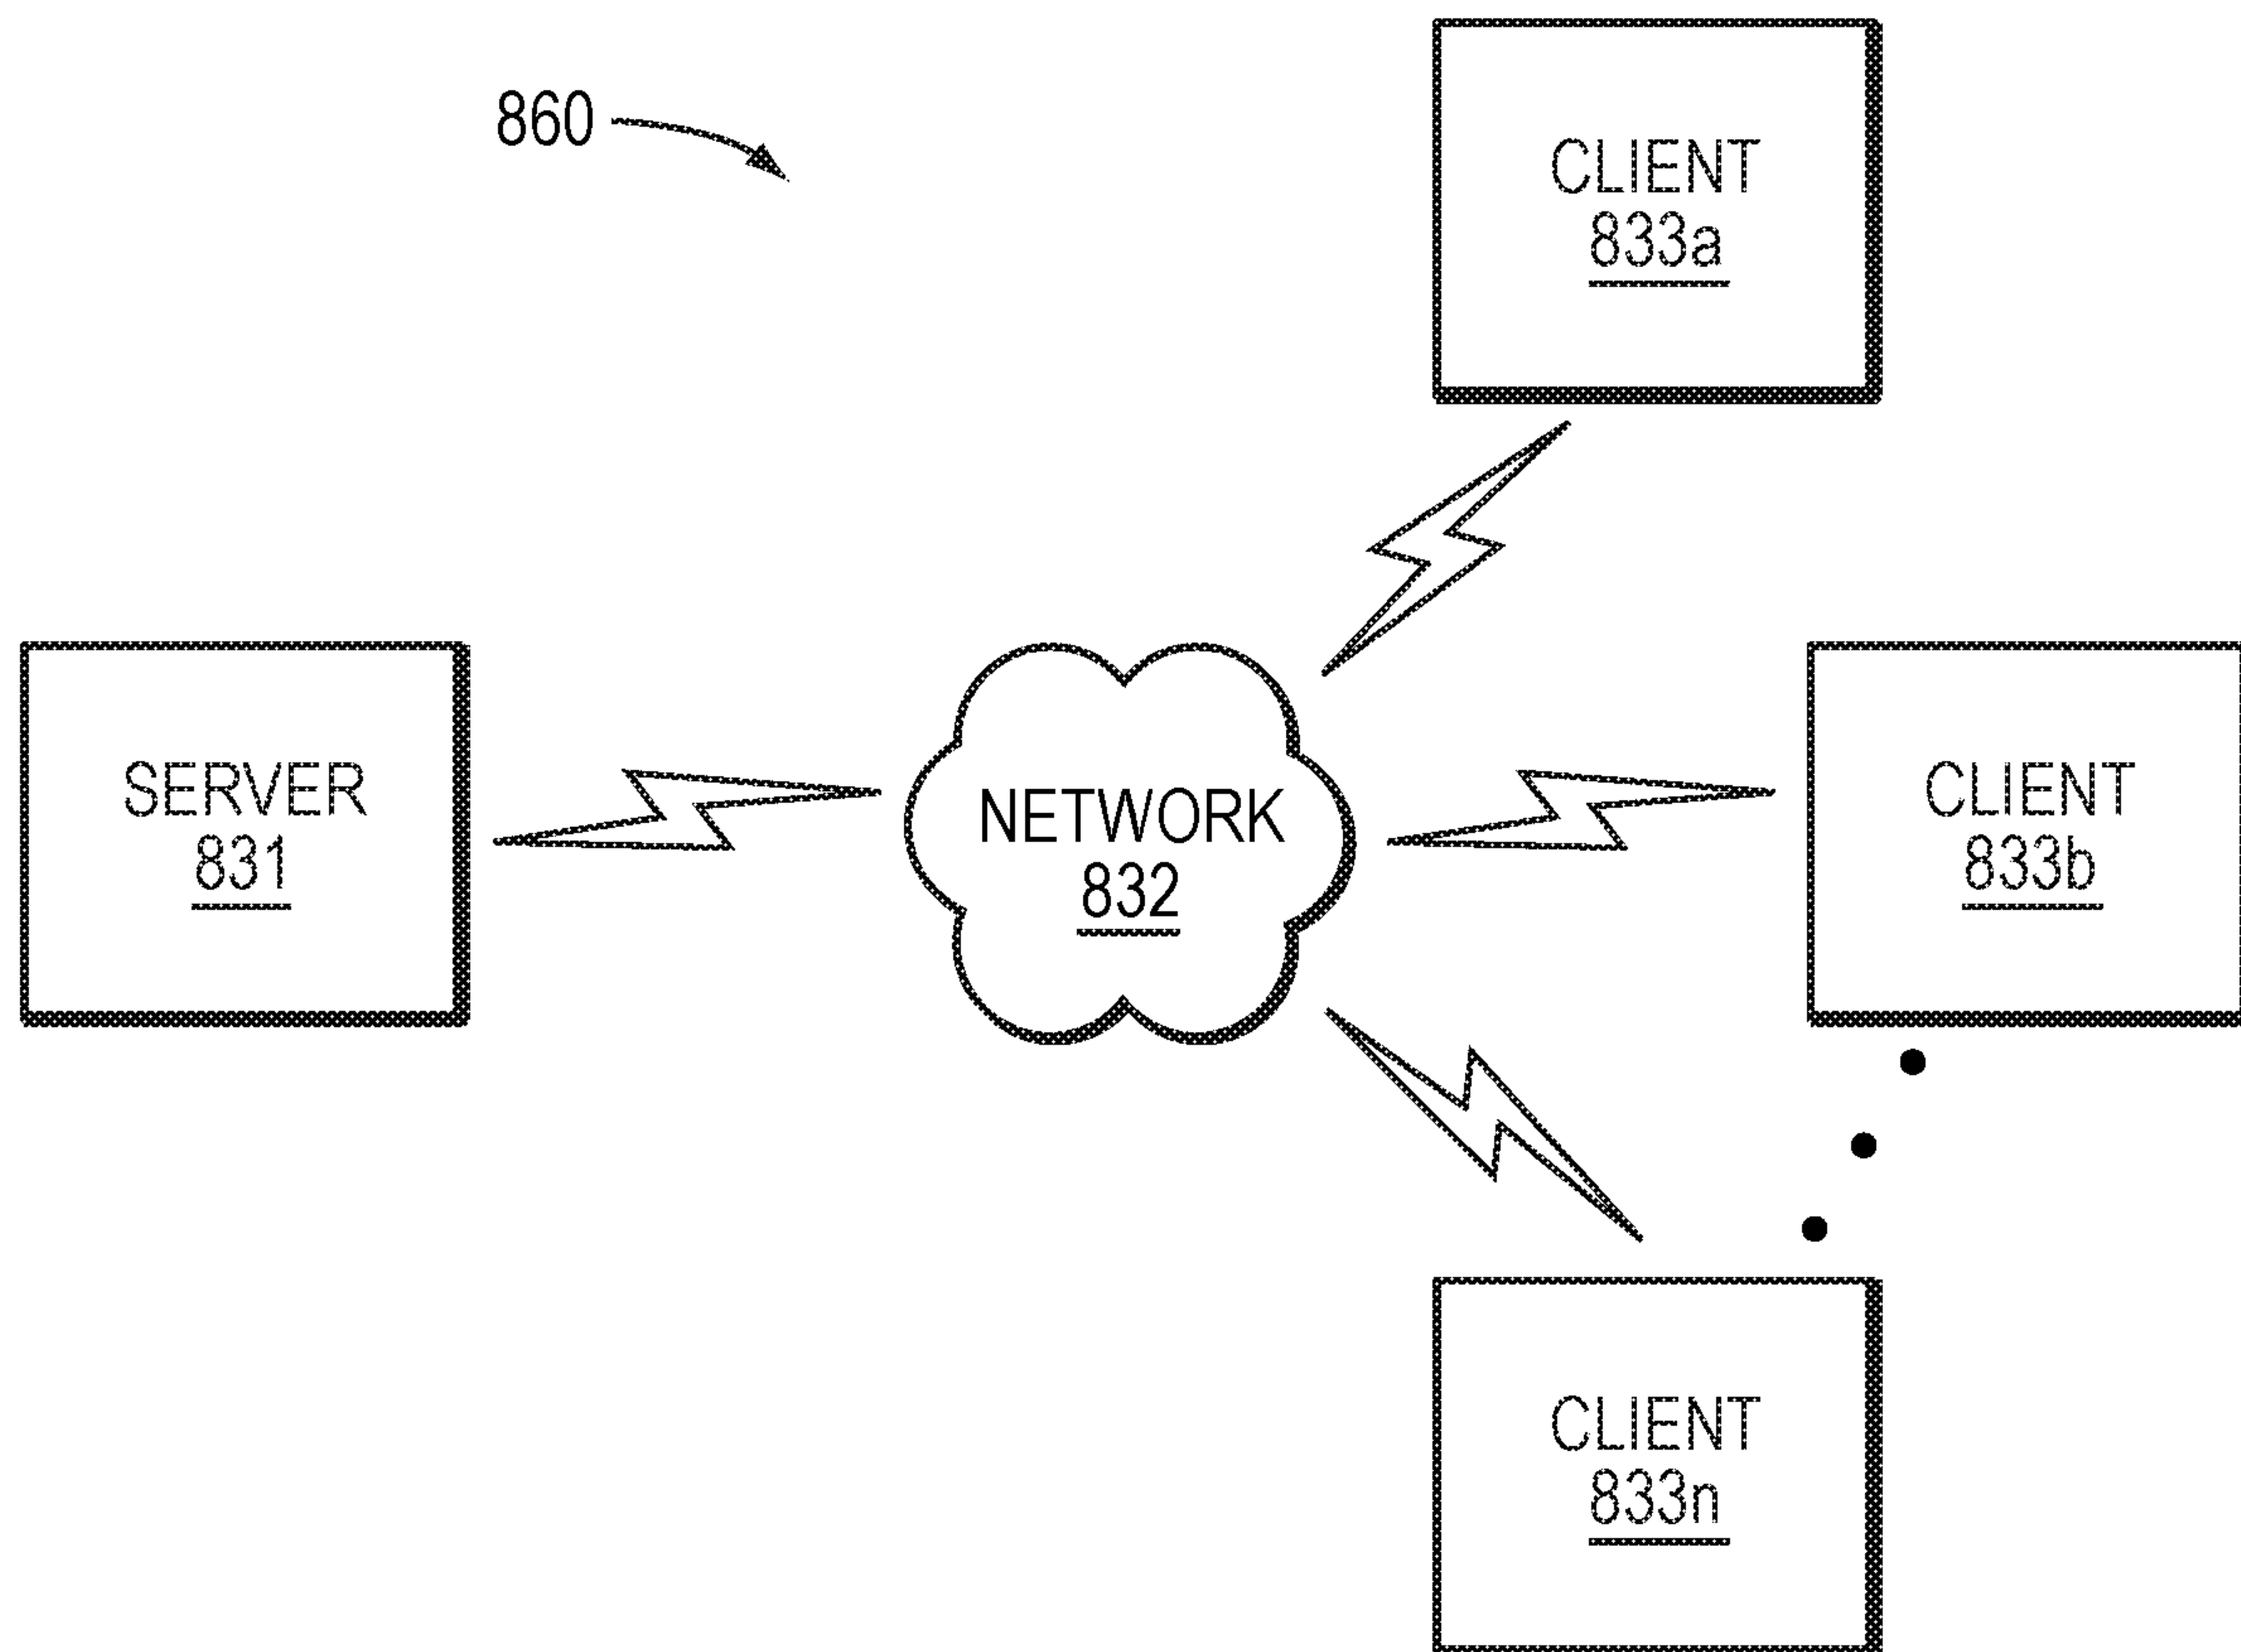 860
CLIENT
833a
SERVER
831
NETWORK
832
CLIENT
833b
CLIENT
833n